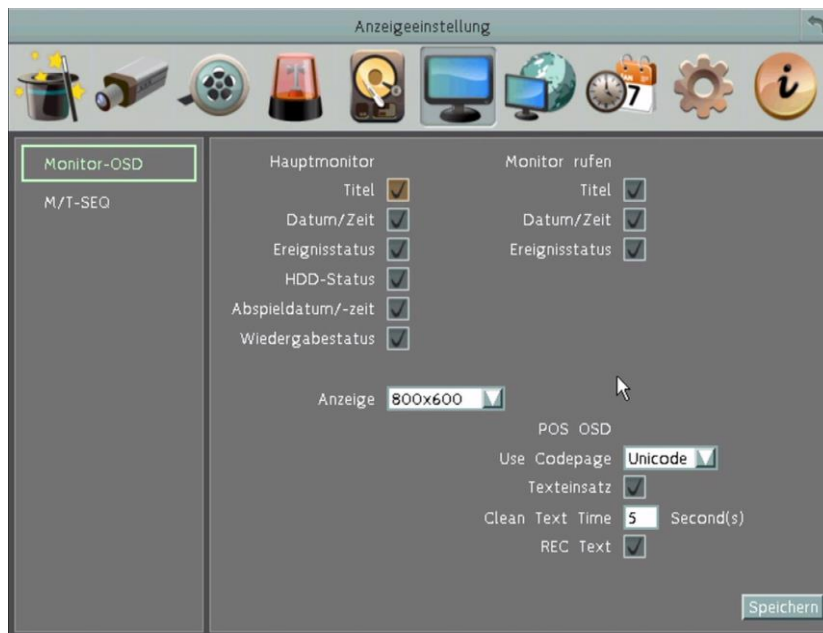 Anzeigeeinstellung
Monitor-OSD
M/T-SEQ
Hauptmonitor
Titel
Datum/Zeit
Ereignisstatus
HDD-Status
Abspieldatum/-zeit
Wiedergabestatus
Monitor rufen
Titel
Datum/Zeit
Ereignisstatus
Anzeige 800x600
POS OSD
Use Codepage Unicode
Texteinsatz
Clean Text Time 5 Second(s)
REC Text
Speichern